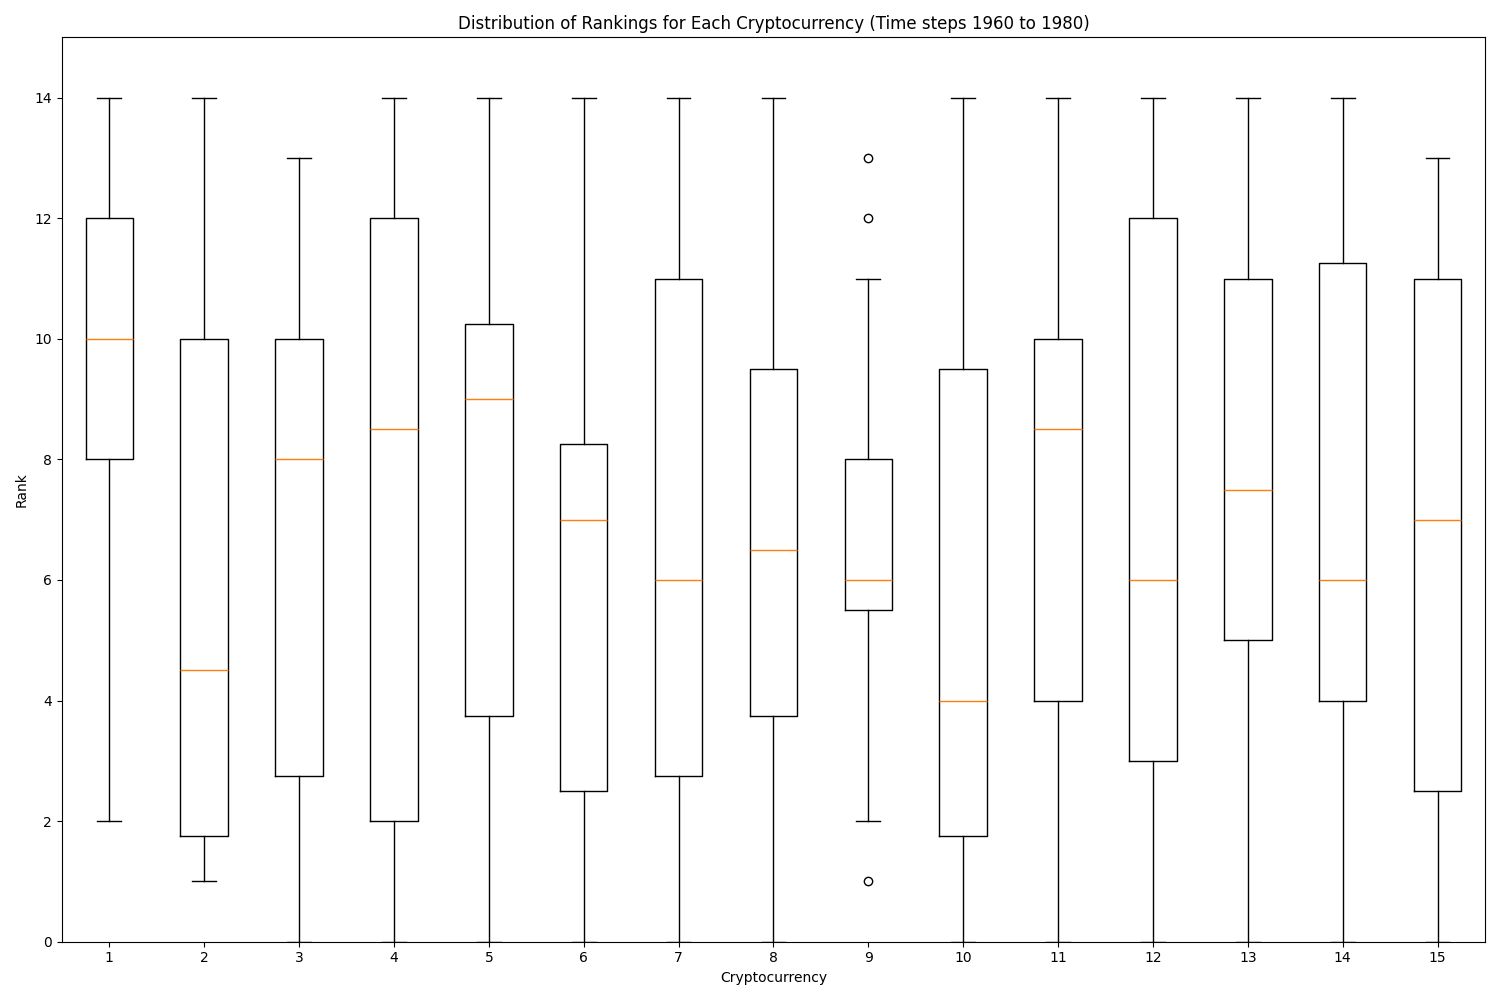 Distribution of Rankings for Each Cryptocurrency (Time steps 1960 to 1980)
14
12
10
8
6
4
2
0
Rank
1 2 3 4 5 6 7 8 9 10 11 12 13 14 15
Cryptocurrency